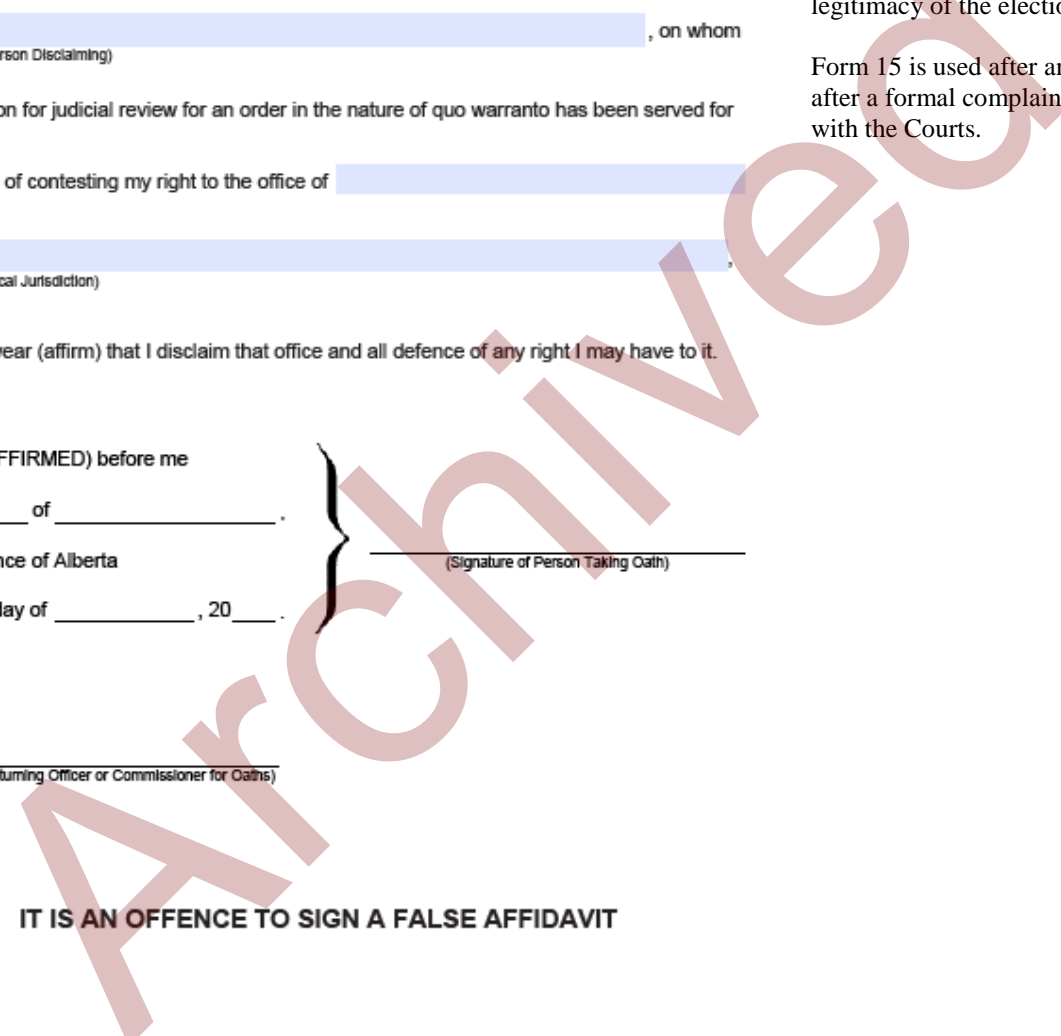 , on whom
rson Disclaiming)
on for judicial review for an order in the nature of quo warranto has been served for
of contesting my right to the office of
,
cal Jurisdiction)
ear (affirm) that I disclaim that office and all defence of any right I may have to it.
FFIRMED) before me
of .
nce of Alberta
lay of , 20 .
(Signature of Person Taking Oath)
turning Officer or Commissioner for Oaths)
IT IS AN OFFENCE TO SIGN A FALSE AFFIDAVIT
legitimacy of the electio
Form 15 is used after an
after a formal complain
with the Courts.
Archived